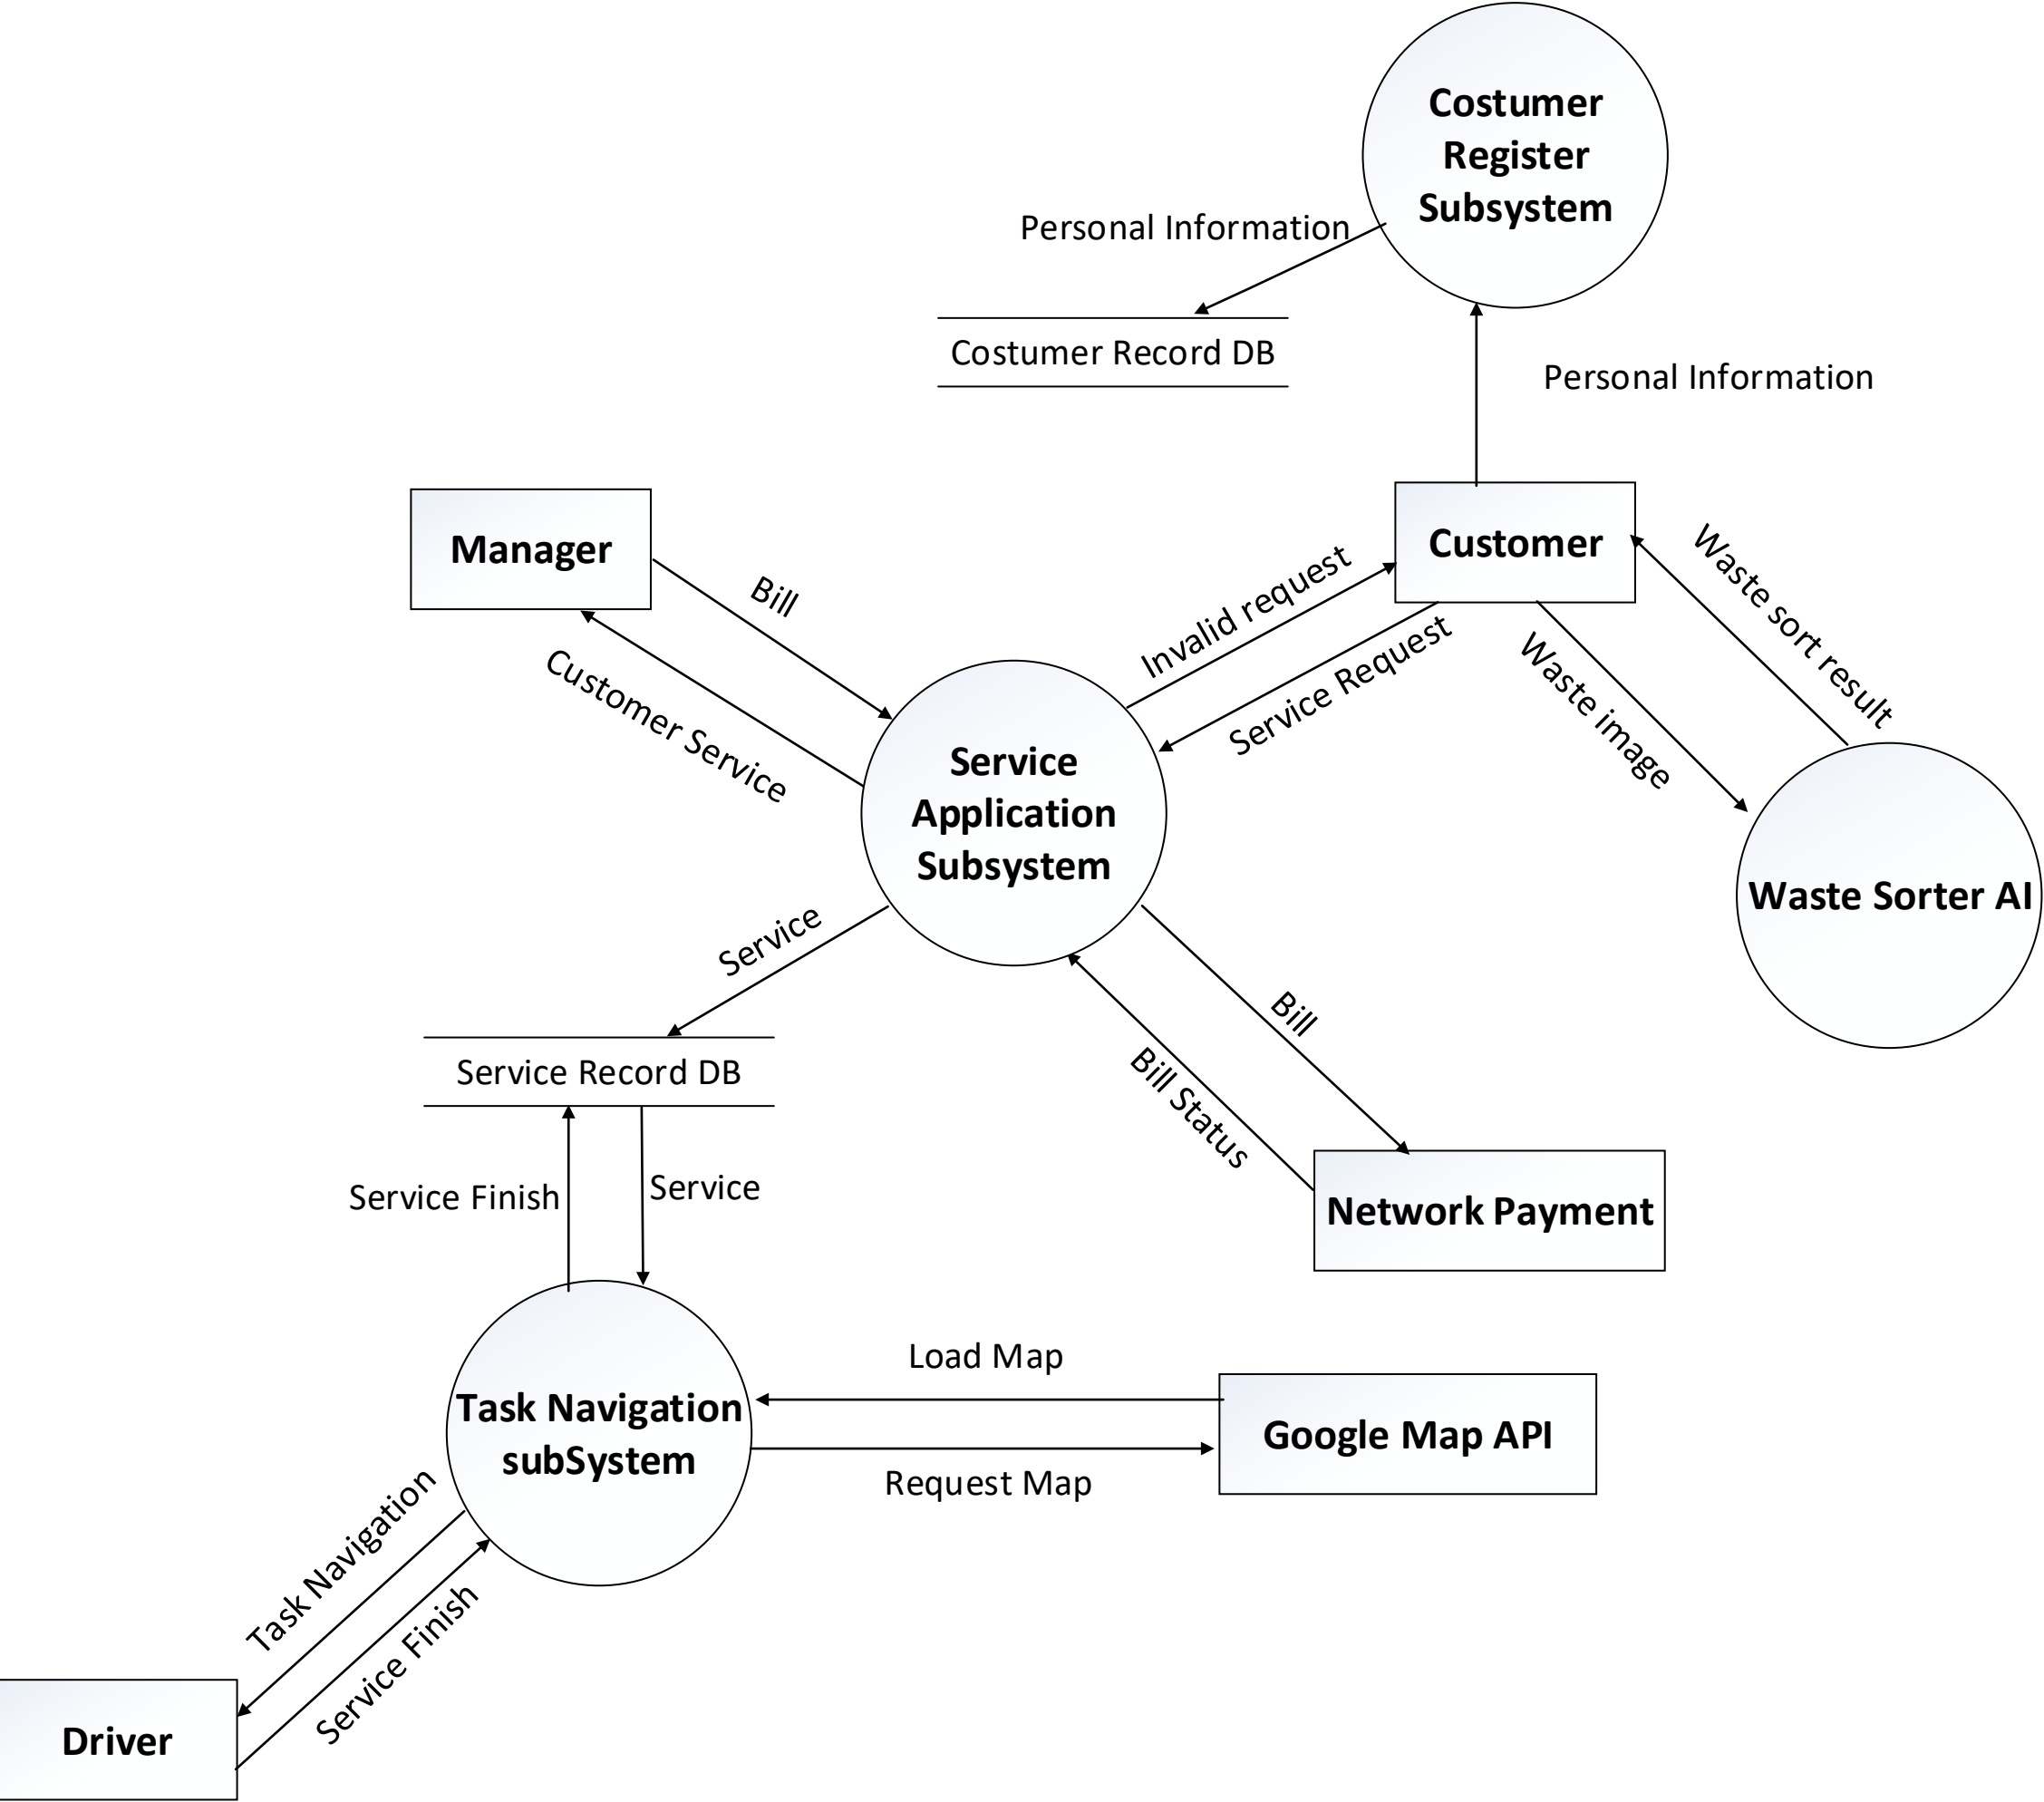 Costumer
Register
Subsystem
Personal Information
Costumer Record DB
Personal Information
Manager
Customer
Bill
Customer Service
Invalid request
Service Request
Waste image
Waste sort result
Service
Application
Subsystem
Waste Sorter AI
Service
Bill
Bill Status
Service Record DB
Service Finish
Service
Network Payment
Load Map
Task Navigation
subSystem
Google Map API
Request Map
Task Navigation
Service Finish
Driver